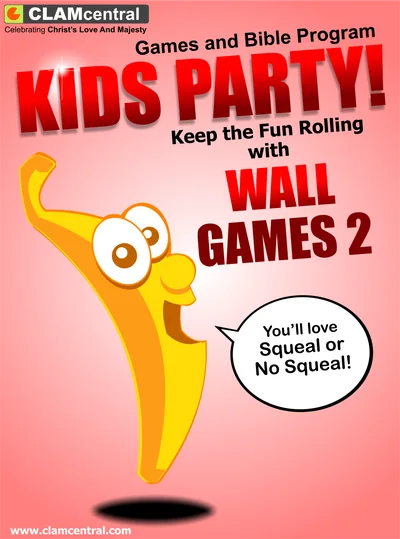 CLAMcentral
Celebrating Christ's Love And Majesty
Games and Bible Program
KIDS PARTY!
Keep the Fun Rolling
with
WALL
GAMES 2
You'll love
Squeal or
No Squeal!
www.clamcentral.com